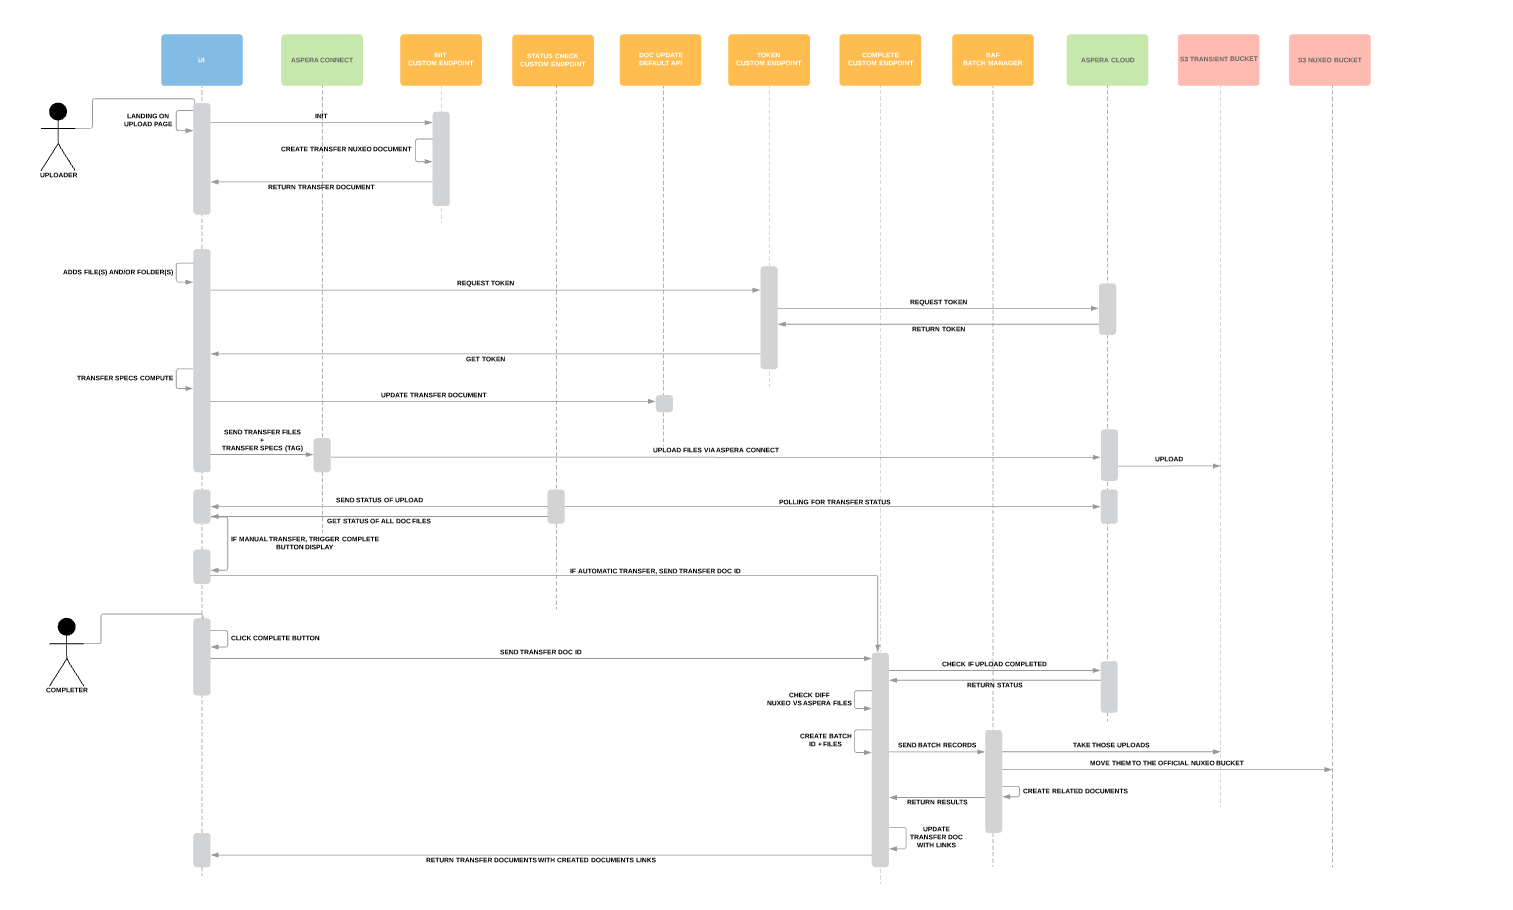 UI
ASPERA CONNECT
INIT
CUSTOM ENDPOINT
STATUS CHECK
CUSTOM ENDPOINT
DOC UPDATE
DEFAULT API
TOKEN
CUSTOM ENDPOINT
COMPLETE
CUSTOM ENDPOINT
BAF
BATCH MANAGER
ASPERA CLOUD
S3 TRANSIENT BUCKET
S3 NUXEO BUCKET
UPLOADER
LANDING ON
UPLOAD PAGE
INIT
CREATE TRANSFER NUXEO DOCUMENT
RETURN TRANSFER DOCUMENT
ADDS FILE(S) AND/OR FOLDER(S)
REQUEST TOKEN
REQUEST TOKEN
RETURN TOKEN
GET TOKEN
TRANSFER SPECS COMPUTE
UPDATE TRANSFER DOCUMENT
SEND TRANSFER FILES
+
TRANSFER SPECS (TAG)
UPLOAD FILES VIA ASPERA CONNECT
UPLOAD
SEND STATUS OF UPLOAD
POLLING FOR TRANSFER STATUS
GET STATUS OF ALL DOC FILES
IF MANUAL TRANSFER, TRIGGER COMPLETE
BUTTON DISPLAY
IF AUTOMATIC TRANSFER, SEND TRANSFER DOC ID
COMPLETER
CLICK COMPLETE BUTTON
SEND TRANSFER DOC ID
CHECK IF UPLOAD COMPLETED
RETURN STATUS
CHECK DIFF
NUXEO VS ASPERA FILES
CREATE BATCH
ID + FILES
SEND BATCH RECORDS
TAKE THOSE UPLOADS
MOVE THEM TO THE OFFICIAL NUXEO BUCKET
CREATE RELATED DOCUMENTS
RETURN RESULTS
UPDATE
TRANSFER DOC
WITH LINKS
RETURN TRANSFER DOCUMENTS WITH CREATED DOCUMENTS LINKS